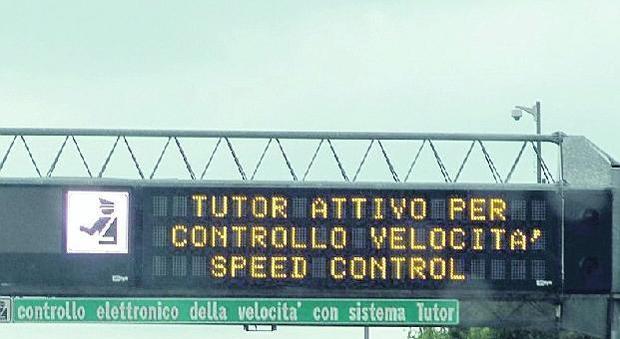 TUTOR ATTIVO PER
CONTROLLO VELOCITA'
SPEED CONTROL
controllo elettronico della velocita' con sistema Tutor